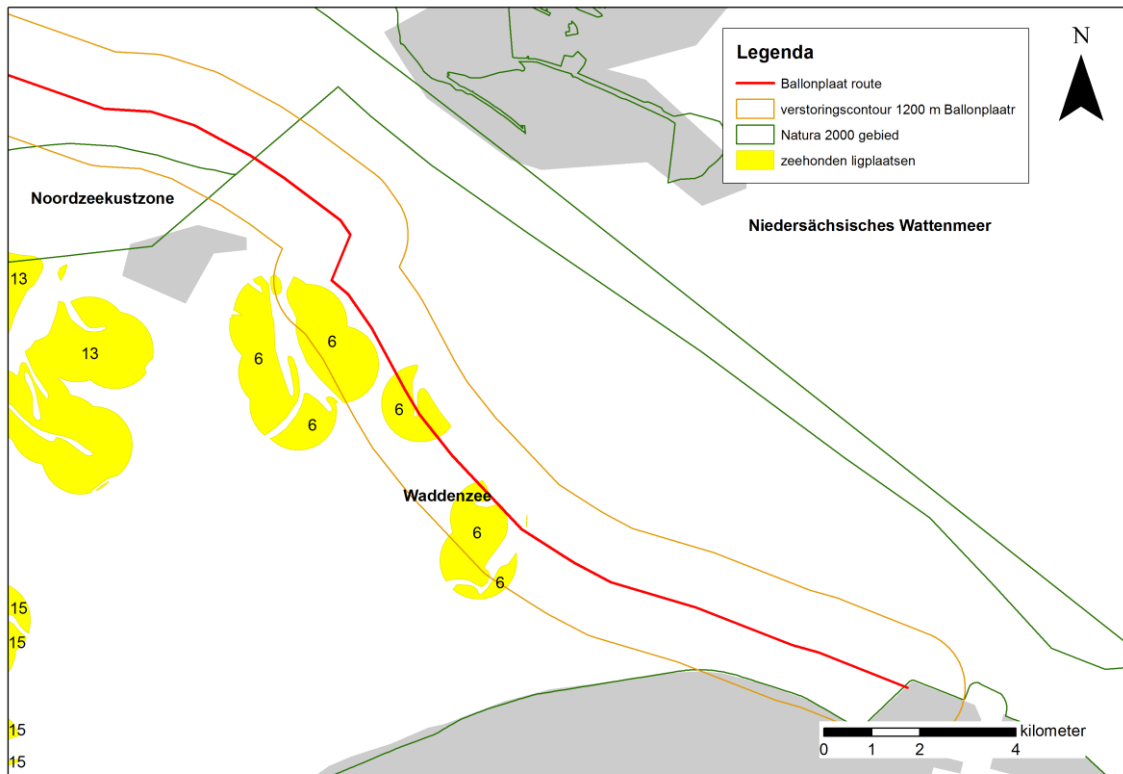 N
Legenda
Ballonplaat route
verstoringscontour 1200 m Ballonplaatr
Natura 2000 gebied
zeehonden ligplaatsen
Noordzeekustzone
Niedersächsisches Wattenmeer
13
13
6
6
6
6
Waddenzee
6
6
15
15
15
15
kilometer
0 1 2 4